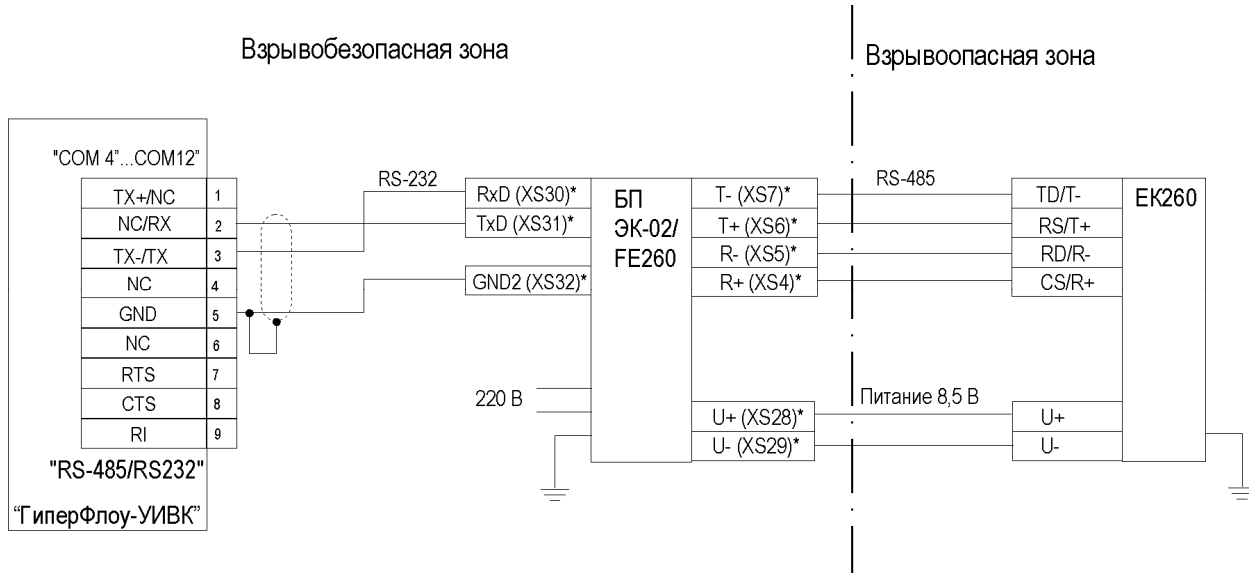 Взрывобезопасная зона
Взрывоопасная зона
"COM 4"...COM12"
TX+/NC 1
NC/RX 2
TX-/TX 3
NC 4
GND 5
NC 6
RTS 7
CTS 8
RI 9
"RS-485/RS232"
“ГиперФлоу-УИВК”
RS-232
RxD (XS30)*
TxD (XS31)*
GND2 (XS32)*
220 В
БП
ЭК-02/
FE260
T- (XS7)*
T+ (XS6)*
R- (XS5)*
R+ (XS4)*
U+ (XS28)*
U- (XS29)*
RS-485
Питание 8,5 В
TD/T-
RS/T+
RD/R-
CS/R+
U+
U-
ЕК260